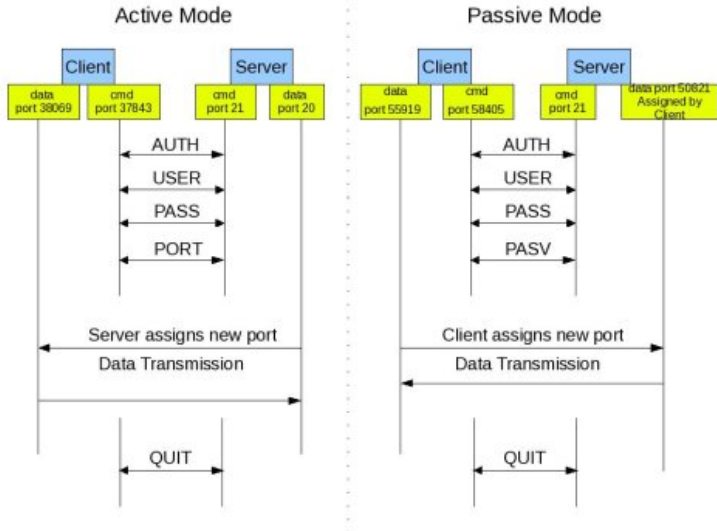 Active Mode
Client
Server
data
port 38069
cmd
port 37843
cmd
port 21
data
port 20
AUTH
USER
PASS
PORT
Server assigns new port
Data Transmission
QUIT
Passive Mode
Client
Server
data
port 55919
cmd
port 58405
cmd
port 21
data port 50821
Assigned by
Client
AUTH
USER
PASS
PASV
Client assigns new port
Data Transmission
QUIT